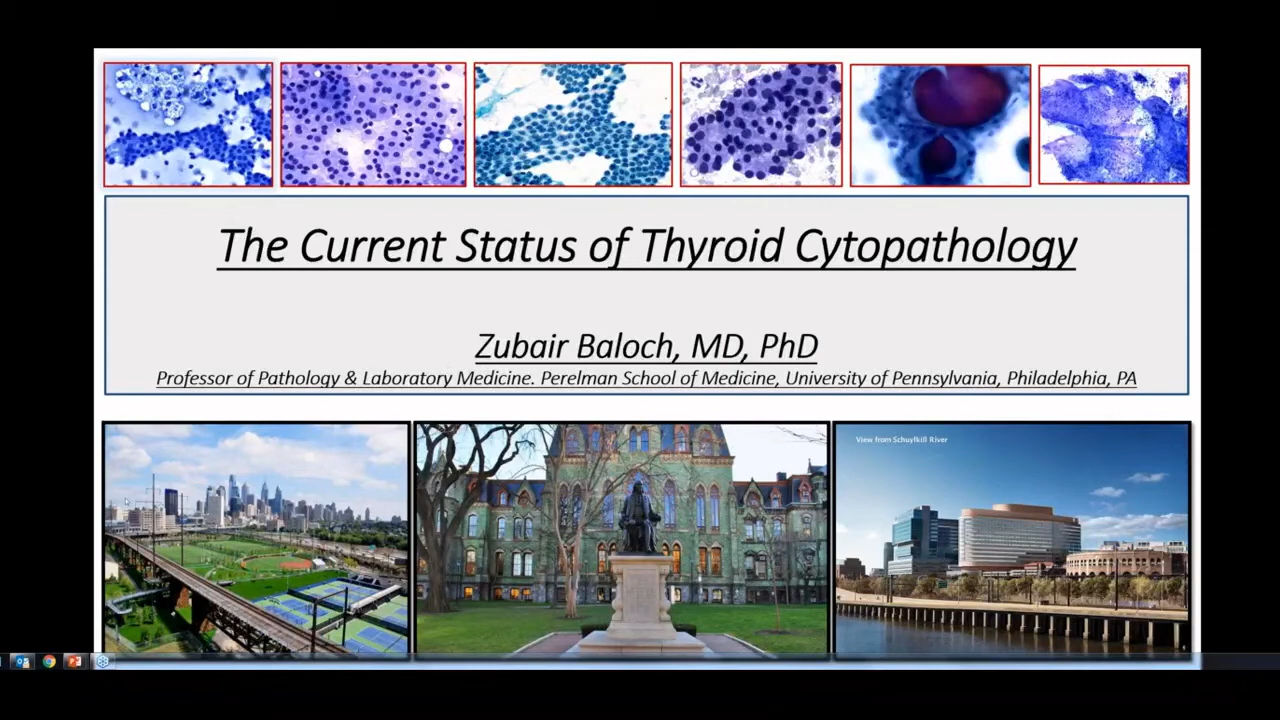 The Current Status of Thyroid Cytopathology
Zubair Baloch, MD, PhD
Professor of Pathology & Laboratory Medicine. Perelman School of Medicine, University of Pennsylvania, Philadelphia, PA
View from Schuylkill River